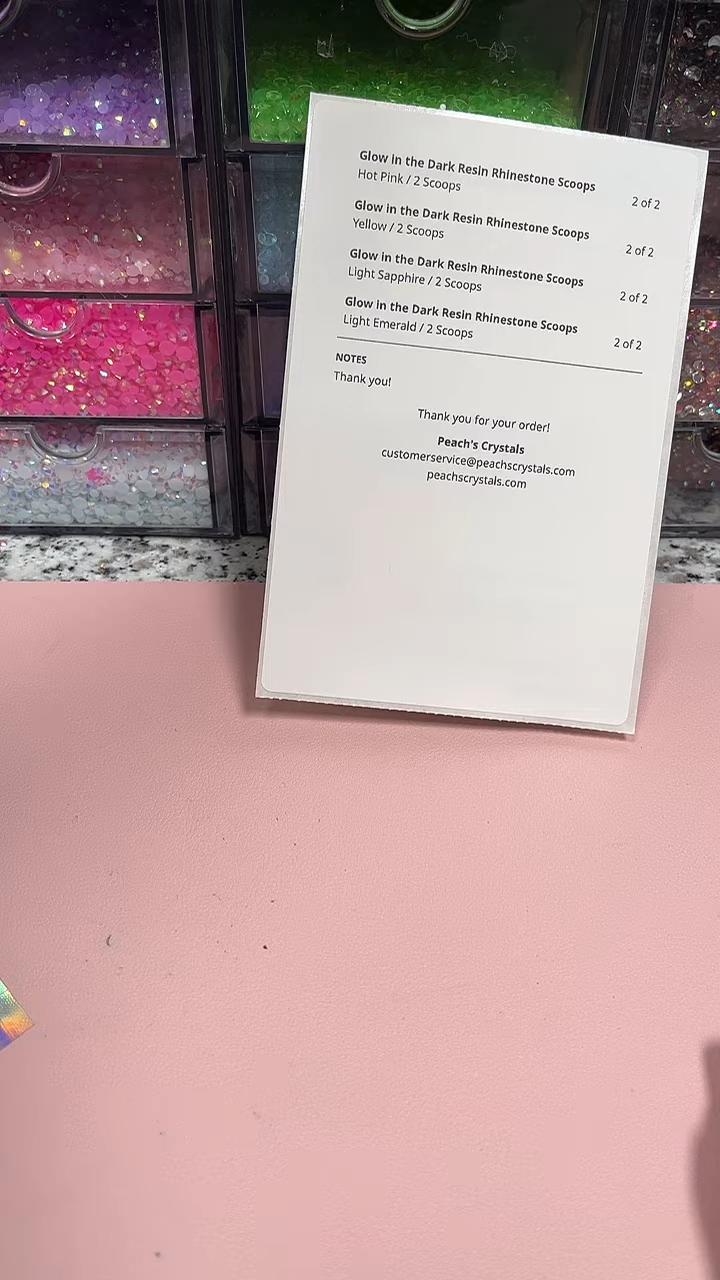 Glow in the Dark Resin Rhinestone Scoops
Hot Pink / 2 Scoops
2 of 2
Glow in the Dark Resin Rhinestone Scoops
Yellow / 2 Scoops
2 of 2
Glow in the Dark Resin Rhinestone Scoops
Light Sapphire / 2 Scoops
2 of 2
Glow in the Dark Resin Rhinestone Scoops
Light Emerald / 2 Scoops
2 of 2
NOTES
Thank you!
Thank you for your order!
Peach's Crystals
customerservice@peachscrystals.com
peachscrystals.com